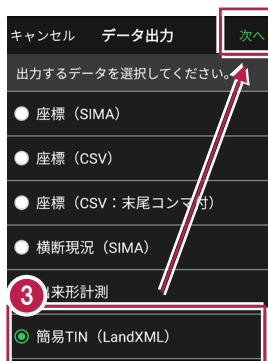 キャンセル データ出力 次へ
出力するデータを選択してください。
座標（SIMA）
座標（CSV）
座標（CSV：末尾コンマ付）
横断現況（SIMA）
3 出来形計測
簡易TIN（LandXML）